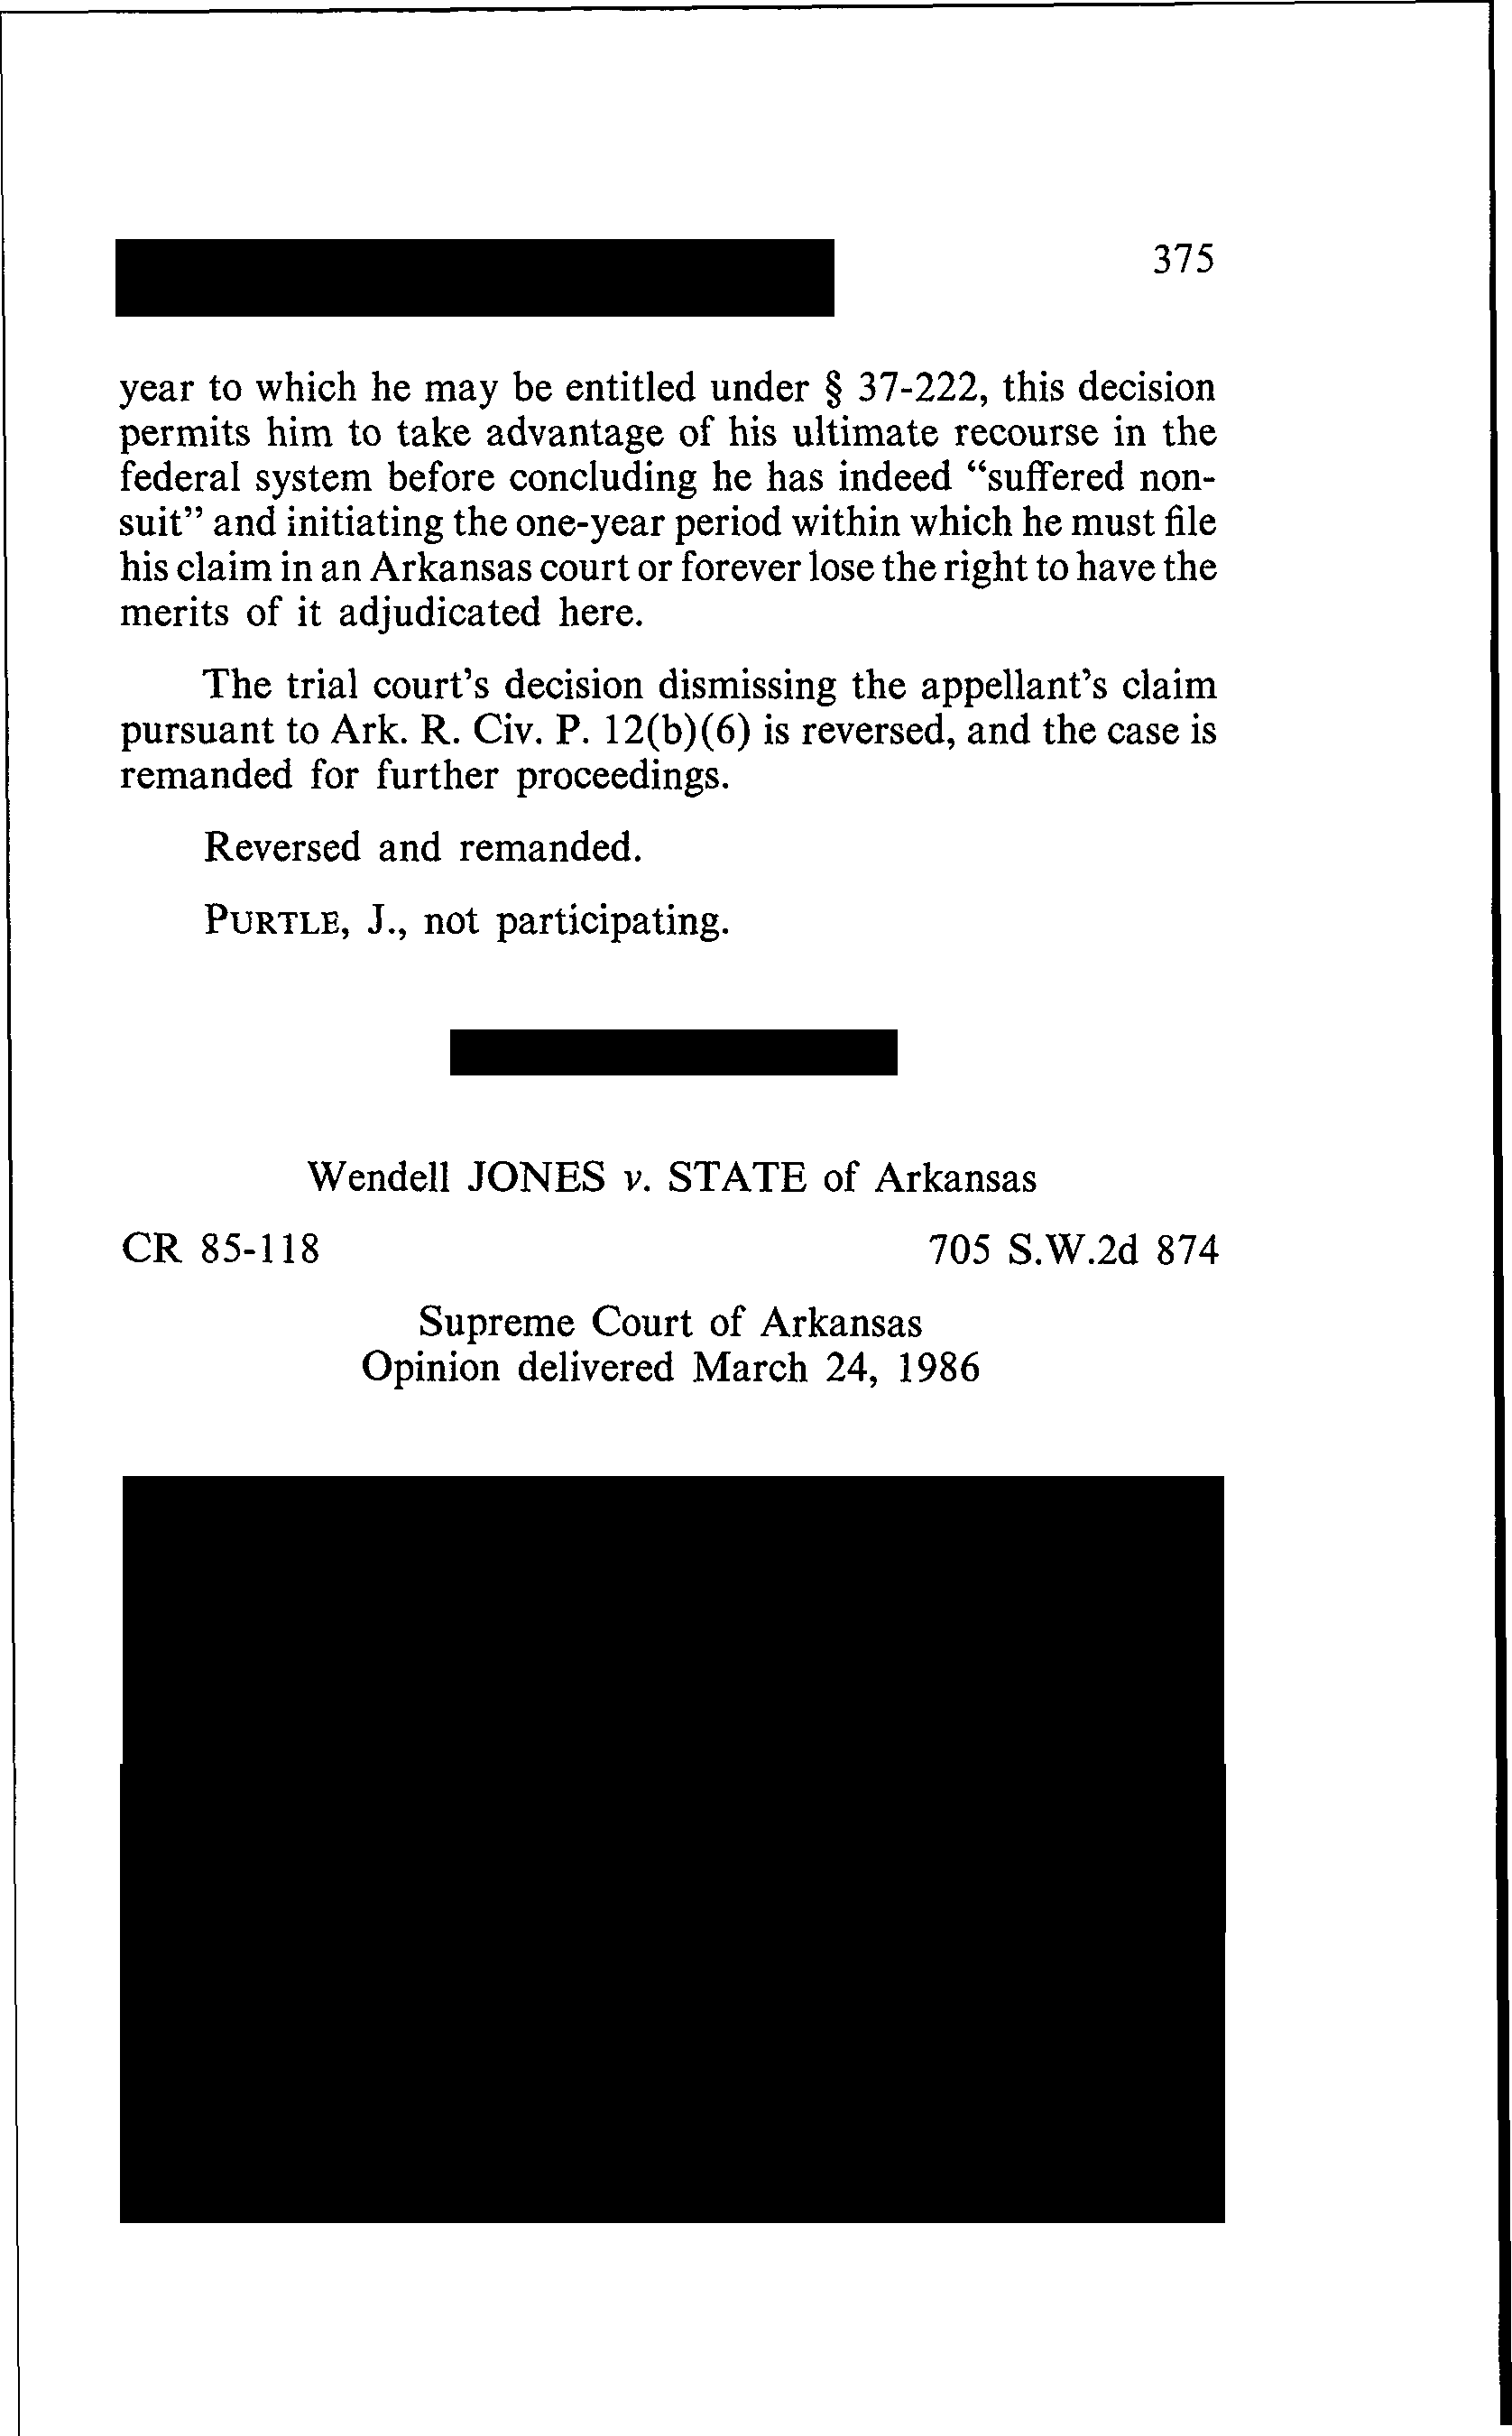 375
year to which he may be entitled under § 37-222, this decision
permits him to take advantage of his ultimate recourse in the
federal system before concluding he has indeed “suffered non-
suit” and initiating the one-year period within which he must file
his claim in an Arkansas court or forever lose the right to have the
merits of it adjudicated here.
The trial court’s decision dismissing the appellant’s claim
pursuant to Ark. R. Civ. P. 12(b)(6) is reversed, and the case is
remanded for further proceedings.
Reversed and remanded.
PURTLE, J., not participating.
Wendell JONES v. STATE of Arkansas
CR 85-118 705 S.W.2d 874
Supreme Court of Arkansas
Opinion delivered March 24, 1986